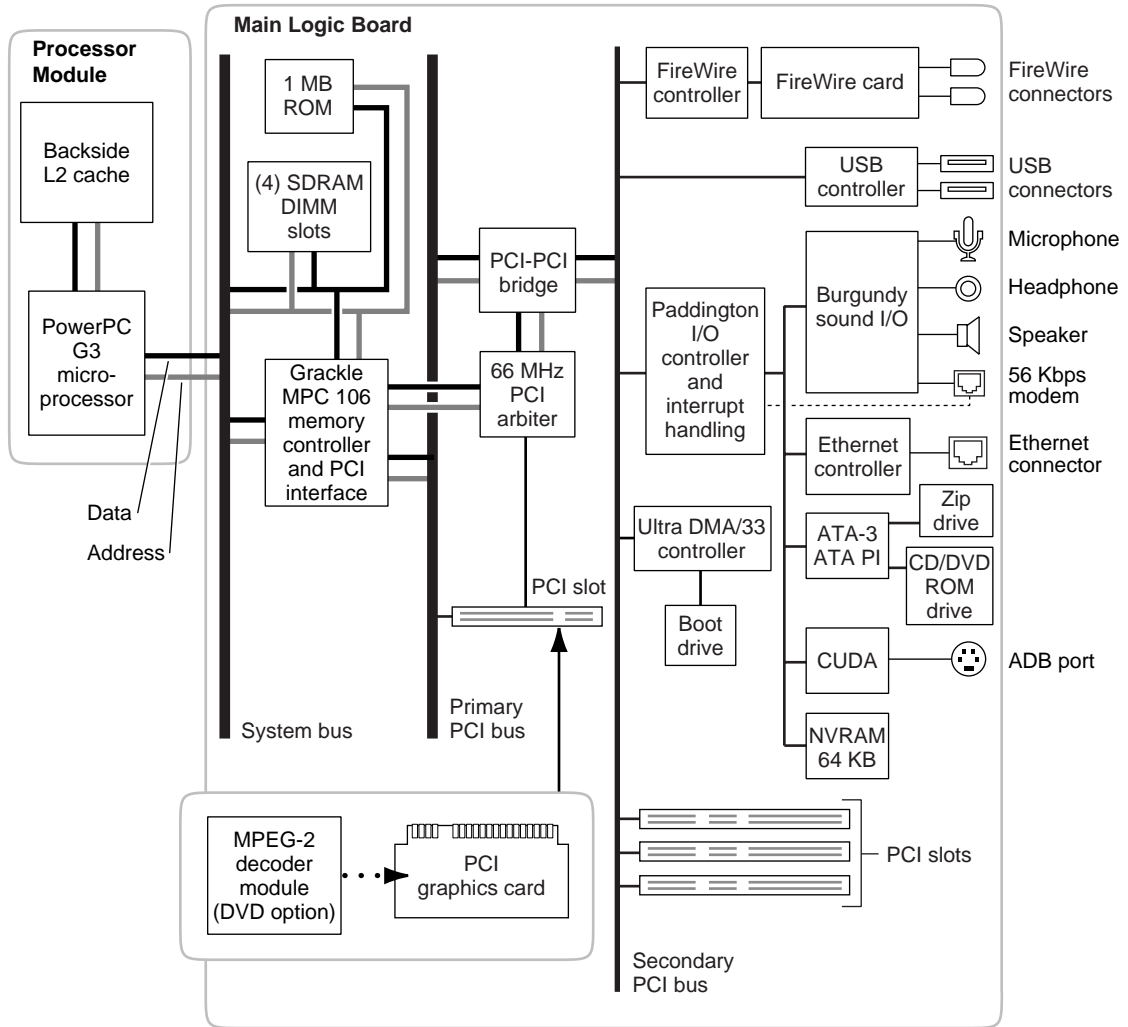 Main Logic Board
Processor
Module
Backside
L2 cache
PowerPC
G3
micro-
processor
Data
Address
1 MB
ROM
(4) SDRAM
DIMM
slots
Grackle
MPC 106
memory
controller
and PCI
interface
System bus
PCI-PCI
bridge
66 MHz
PCI
arbiter
PCI slot
Primary
PCI bus
MPEG-2
decoder
module
(DVD option)
PCI
graphics card
FireWire
controller
FireWire card
FireWire
connectors
USB
controller
USB
connectors
Paddington
I/O
controller
and
interrupt
handling
Burgundy
sound I/O
Microphone
Headphone
Speaker
56 Kbps
modem
Ethernet
controller
Ethernet
connector
Ultra DMA/33
controller
Boot
drive
ATA-3
ATA PI
Zip
drive
CD/DVD
ROM
drive
CUDA
ADB port
NVRAM
64 KB
PCI slots
Secondary
PCI bus